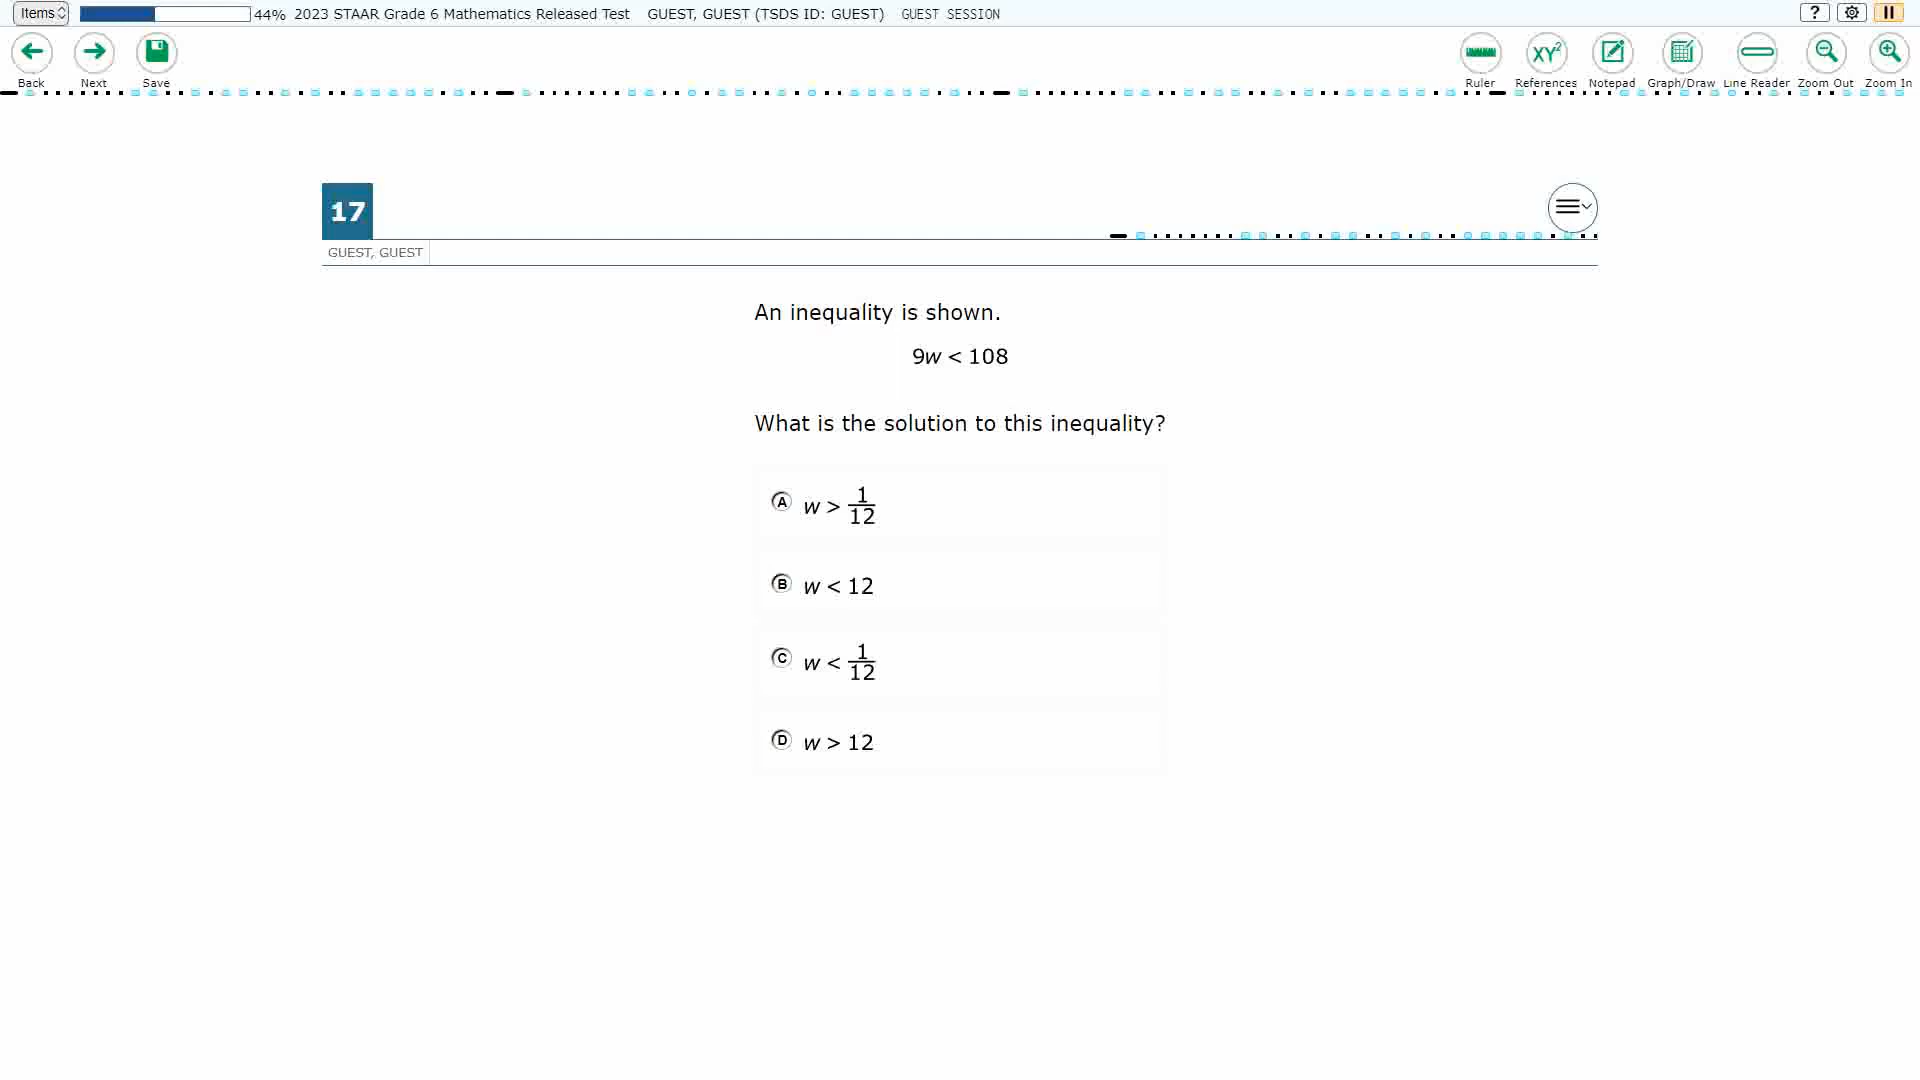 Items 44% 2023 STAAR Grade 6 Mathematics Released Test GUEST, GUEST (TSDS ID: GUEST) GUEST SESSION ?
XY²
Back Next Save Ruler References Notepad Graph/Draw Line Reader Zoom Out Zoom In
17
GUEST, GUEST
An inequality is shown.
9w < 108
What is the solution to this inequality?
A w > 1/12
B w < 12
C w < 1/12
D w > 12